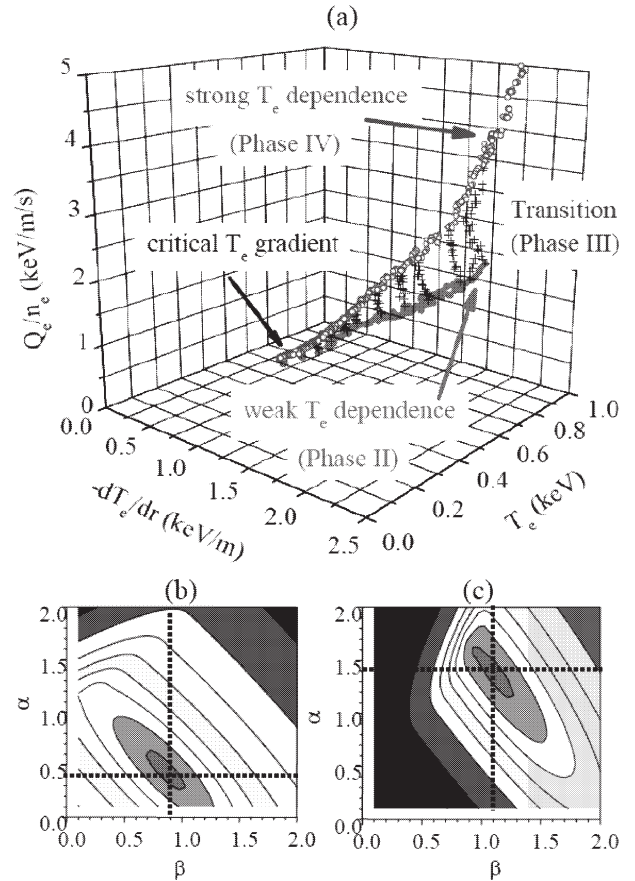 (a)
5
4
3
2
1
0
Q_e/n_e (keV/m/s)
strong T_e dependence
(Phase IV)
critical T_e gradient
Transition
(Phase III)
weak T_e dependence
(Phase II)
0.0 0.5 1.0 1.5 2.0 2.5
-dT_e/dr (keV/m)
0.0 0.2 0.4 0.6 0.8 1.0
T_e (keV)
(b)
2.0
1.5
1.0
0.5
0.0
α
0.0 0.5 1.0 1.5 2.0
β
(c)
2.0
1.5
1.0
0.5
0.0
α
0.0 0.5 1.0 1.5 2.0
β